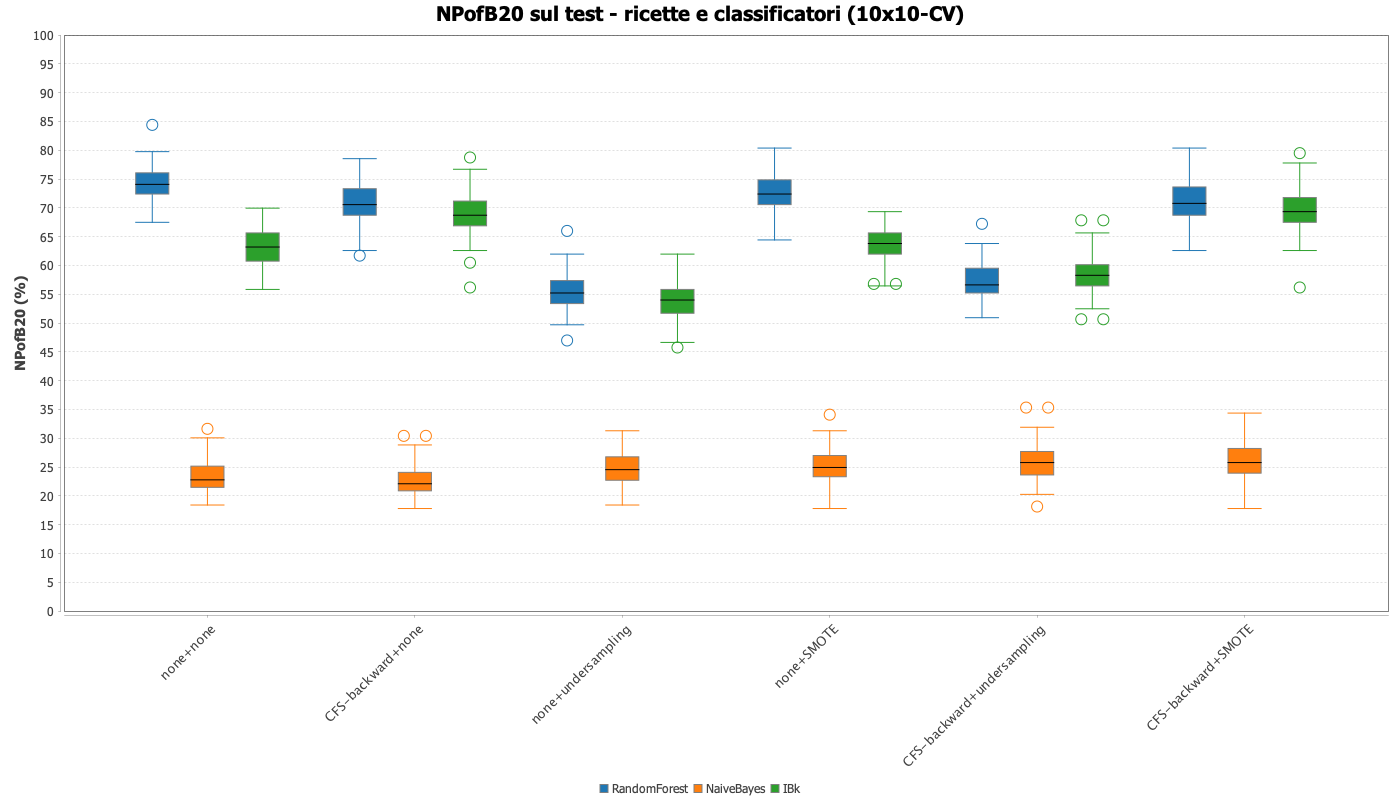 NPofB20 sul test - ricette e classificatori (10x10-CV)
NPofB20 (%)
100
95
90
85
80
75
70
65
60
55
50
45
40
35
30
25
20
15
10
5
0
none+none
CFS-backward+none
none+undersampling
none+SMOTE
CFS-backward+undersampling
CFS-backward+SMOTE
RandomForest NaiveBayes IBk